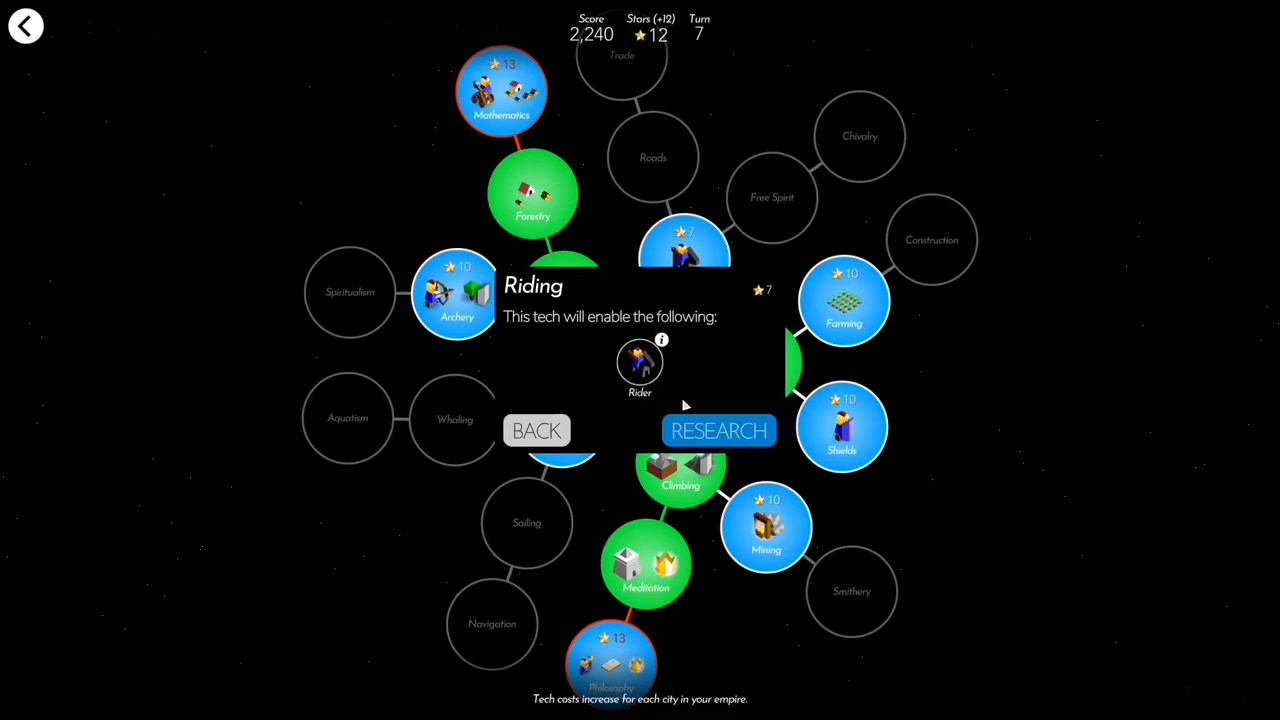 Score
Stars (+12)
Turn
2,240
12
7
Trade
13
Mathematics
Roads
Chivalry
Forestry
Free Spirit
7
Construction
Spiritualism
10
Archery
Riding
7
This tech will enable the following:
i
Rider
BACK
RESEARCH
10
Farming
Aquatism
Whaling
10
Shields
Climbing
Sailing
10
Mining
Meditation
Smithery
Navigation
13
Philosophy
Tech costs increase for each city in your empire.